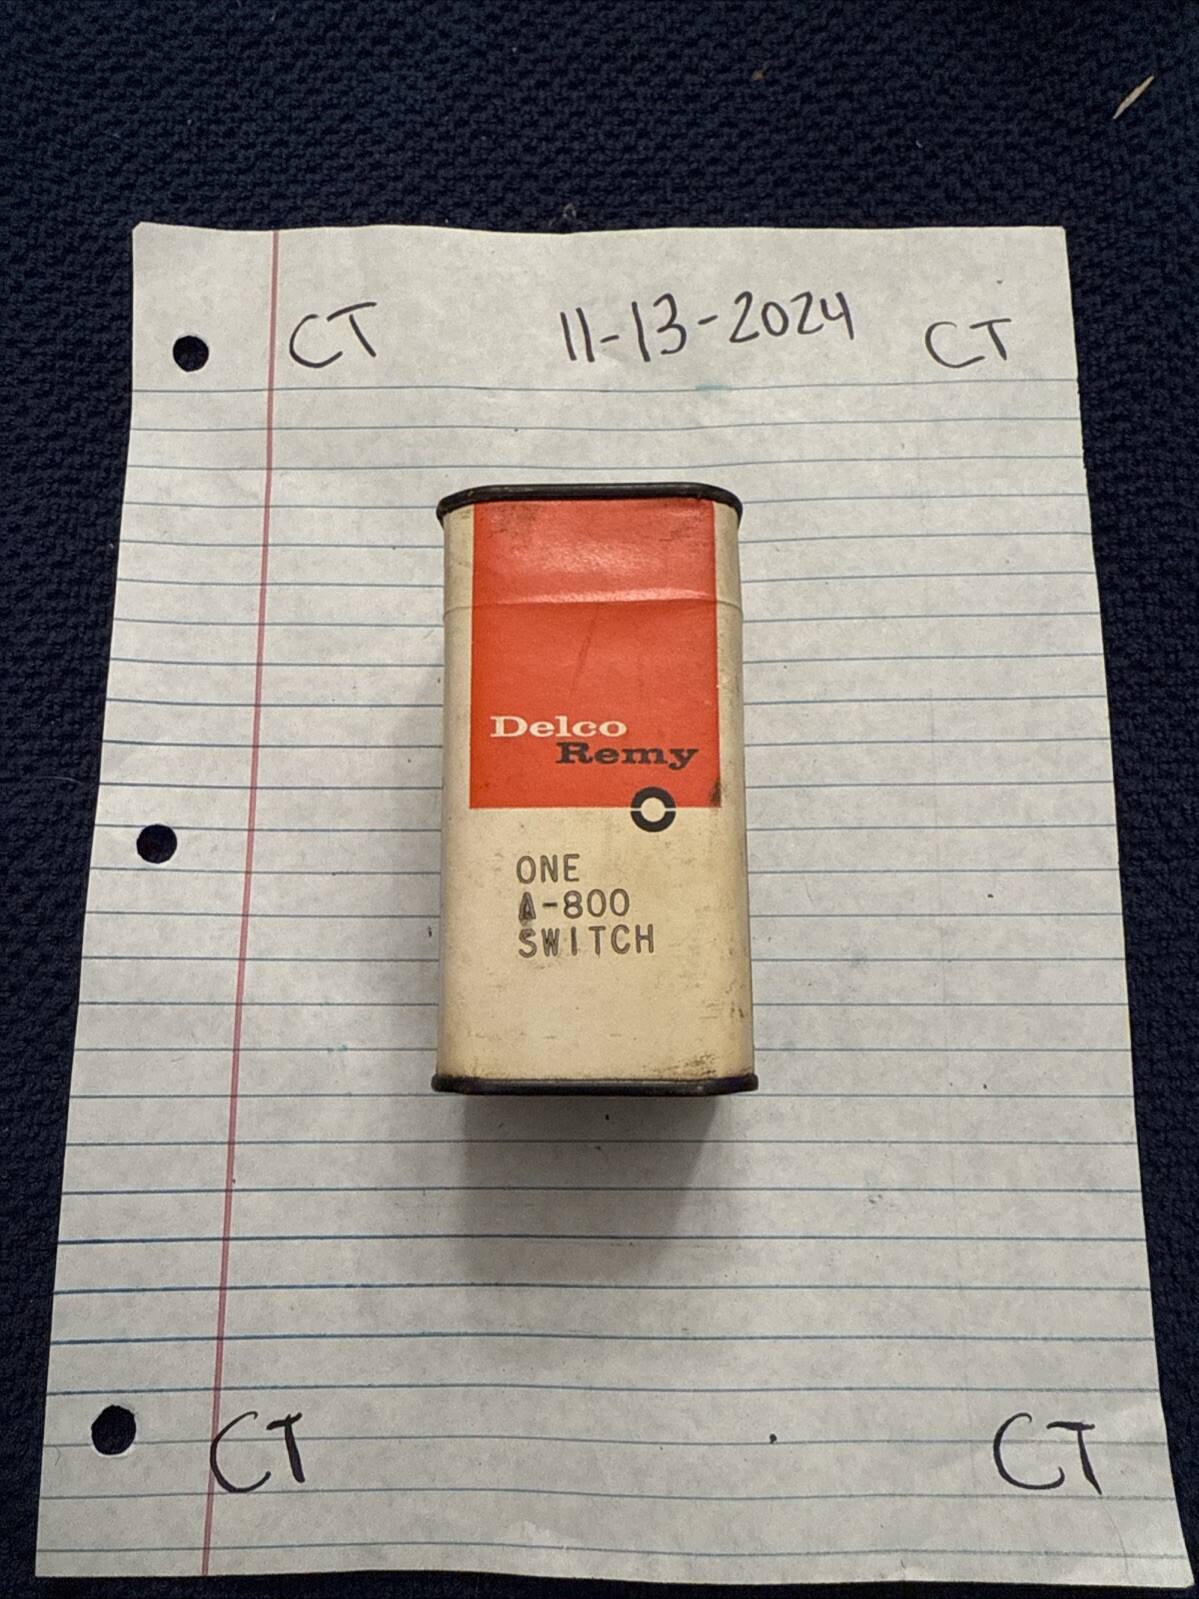 CT 11-13-2024 CT
Delco
Remy
ONE
A-800
SWITCH
CT CT